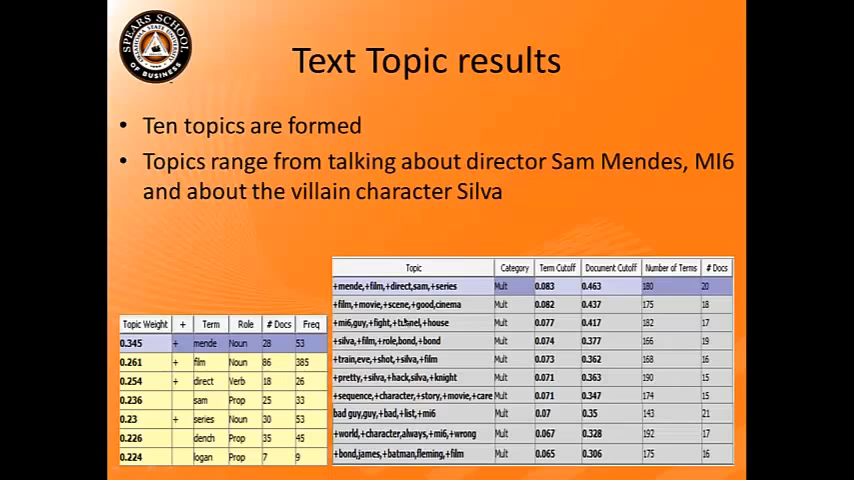 SPEARS SCHOOL
OKLAHOMA STATE UNIVERSITY
OF BUSINESS
Text Topic results
• Ten topics are formed
• Topics range from talking about director Sam Mendes, MI6
and about the villain character Silva
Topic Weight + Term Role # Docs Freq
0.345 + mende Noun 28 53
0.261 + film Noun 86 385
0.254 + direct Verb 18 26
0.236 sam Prop 25 33
0.23 + series Noun 30 53
0.226 dench Prop 35 45
0.224 logan Prop 7 9
Topic Category Term Cutoff Document Cutoff Number of Terms # Docs
+mende,+film,+direct,sam,+series Mult 0.083 0.463 180 20
+film,+movie,+scene,+good,cinema Mult 0.082 0.437 175 18
+mi6,guy,+fight,+tunnel,+house Mult 0.077 0.417 182 17
+silva,+film,+role,bond,+bond Mult 0.074 0.377 166 19
+train,eve,+shot,+silva,+film Mult 0.073 0.362 168 16
+pretty,+silva,+hack,silva,+knight Mult 0.071 0.363 190 15
+sequence,+character,+story,+movie,+care Mult 0.071 0.347 174 15
bad guy,guy,+bad,+list,+mi6 Mult 0.07 0.35 143 21
+world,+character,always,+mi6,+wrong Mult 0.067 0.328 192 17
+bond,james,+batman,fleming,+film Mult 0.065 0.306 175 16